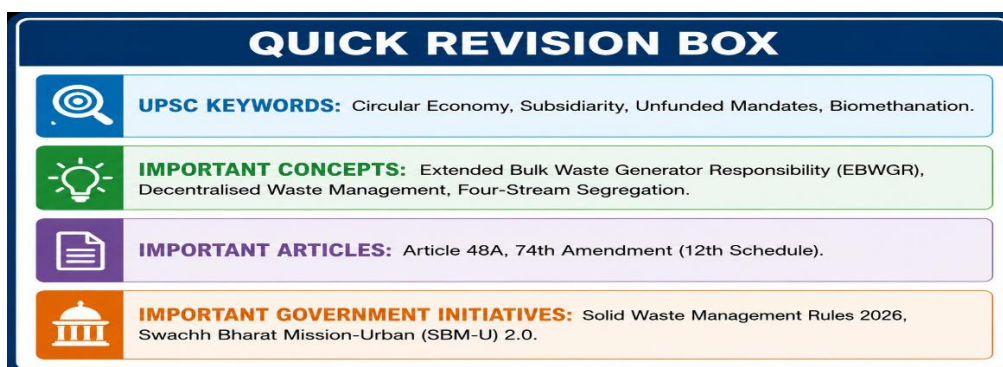 QUICK REVISION BOX
UPSC KEYWORDS: Circular Economy, Subsidiarity, Unfunded Mandates, Biomethanation.
IMPORTANT CONCEPTS: Extended Bulk Waste Generator Responsibility (EBWGR),
Decentralised Waste Management, Four-Stream Segregation.
IMPORTANT ARTICLES: Article 48A, 74th Amendment (12th Schedule).
IMPORTANT GOVERNMENT INITIATIVES: Solid Waste Management Rules 2026,
Swachh Bharat Mission-Urban (SBM-U) 2.0.